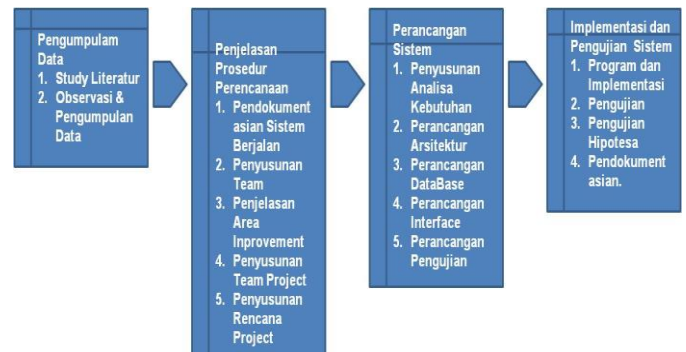 Pengumpulam
Data
1. Study Literatur
2. Observasi &
Pengumpulan
Data
Penjelasan
Prosedur
Perencanaan
1. Pendokument
asian Sistem
Berjalan
2. Penyusunan
Team
3. Penjelasan
Area
Inprovement
4. Penyusunan
Team Project
5. Penyusunan
Rencana
Project
Perancangan
Sistem
1. Penyusunan
Analisa
Kebutuhan
2. Perancangan
Arsitektur
3. Perancangan
DataBase
4. Perancangan
Interface
5. Perancangan
Pengujian
Implementasi dan
Pengujian Sistem
1. Program dan
Implementasi
2. Pengujian
3. Pengujian
Hipotesa
4. Pendokument
asian.